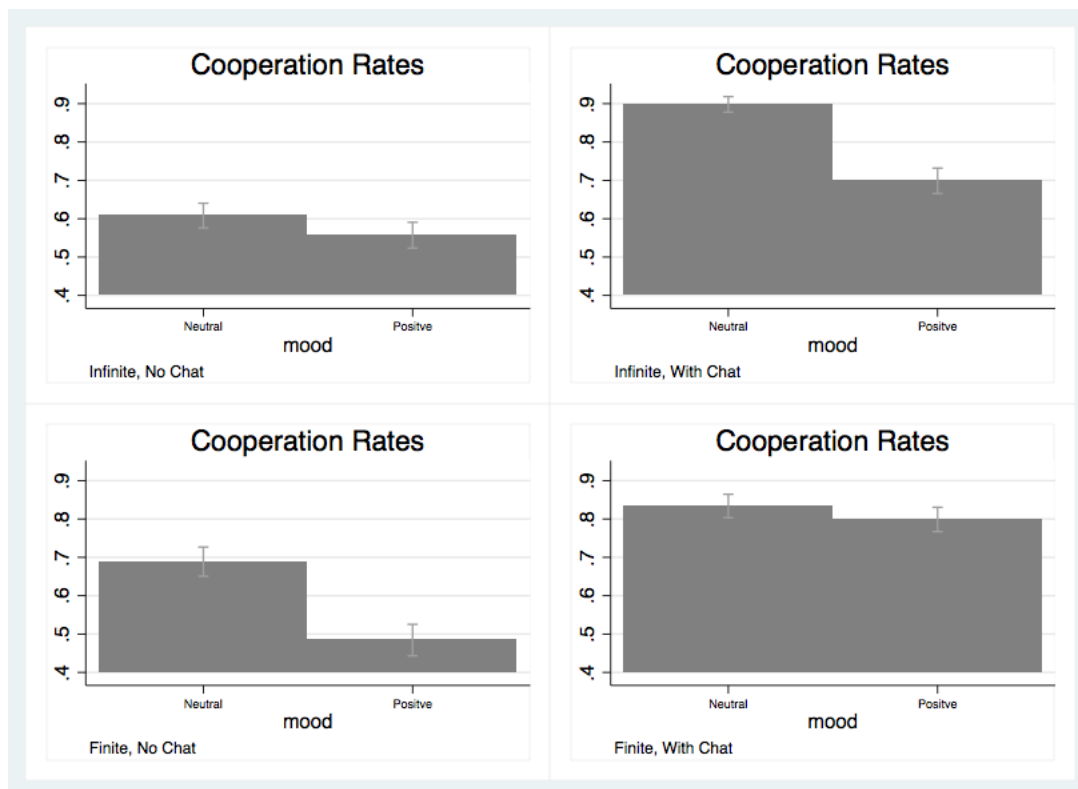 Cooperation Rates
.9
.8
.7
.6
.5
.4
Neutral Positve
mood
Infinite, No Chat
Cooperation Rates
.9
.8
.7
.6
.5
.4
Neutral Positve
mood
Infinite, With Chat
Cooperation Rates
.9
.8
.7
.6
.5
.4
Neutral Positve
mood
Finite, No Chat
Cooperation Rates
.9
.8
.7
.6
.5
.4
Neutral Positve
mood
Finite, With Chat